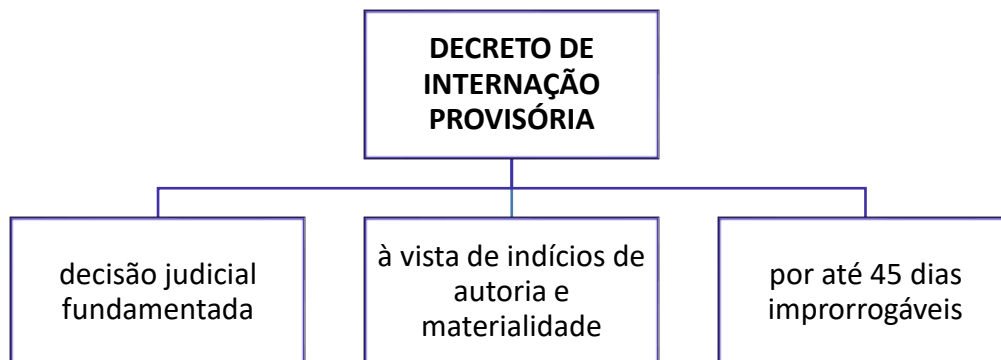 DECRETO DE
INTERNAÇÃO
PROVISÓRIA
decisão judicial
fundamentada
à vista de indícios de
autoria e
materialidade
por até 45 dias
improrrogáveis